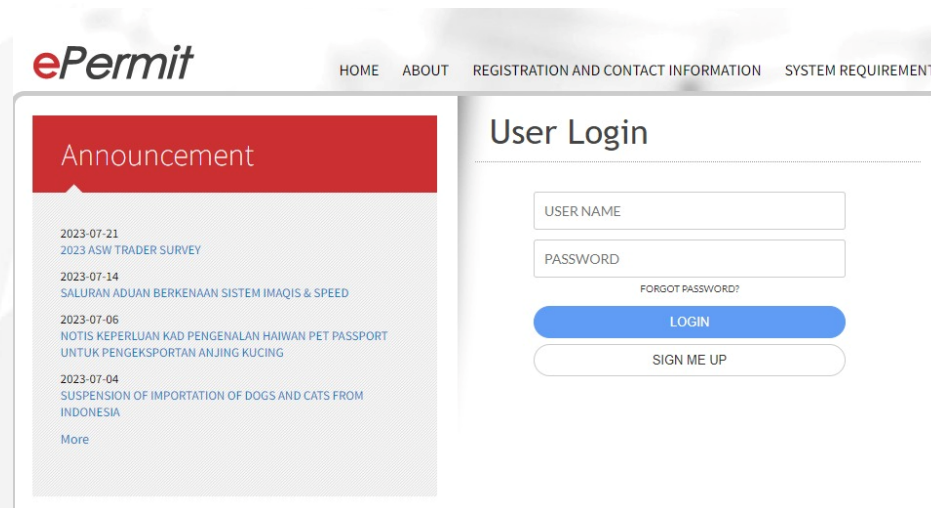 ePermit
HOME ABOUT REGISTRATION AND CONTACT INFORMATION SYSTEM REQUIREMENT
Announcement
2023-07-21
2023 ASW TRADER SURVEY
2023-07-14
SALURAN ADUAN BERKENAAN SISTEM IMAQIS & SPEED
2023-07-06
NOTIS KEPERLUAN KAD PENGENALAN HAIWAN PET PASSPORT
UNTUK PENGEKSPORTAN ANJING KUCING
2023-07-04
SUSPENSION OF IMPORTATION OF DOGS AND CATS FROM
INDONESIA
More
User Login
USER NAME
PASSWORD
FORGOT PASSWORD?
LOGIN
SIGN ME UP